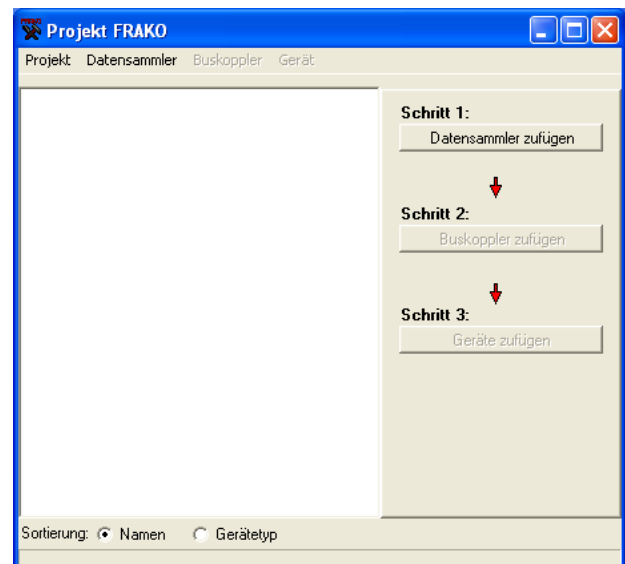 Projekt FRAKO
Projekt Datensammler Buskoppler Gerät
Schritt 1:
Datensammler zufügen
Schritt 2:
Buskoppler zufügen
Schritt 3:
Geräte zufügen
Sortierung: Namen Gerätetyp